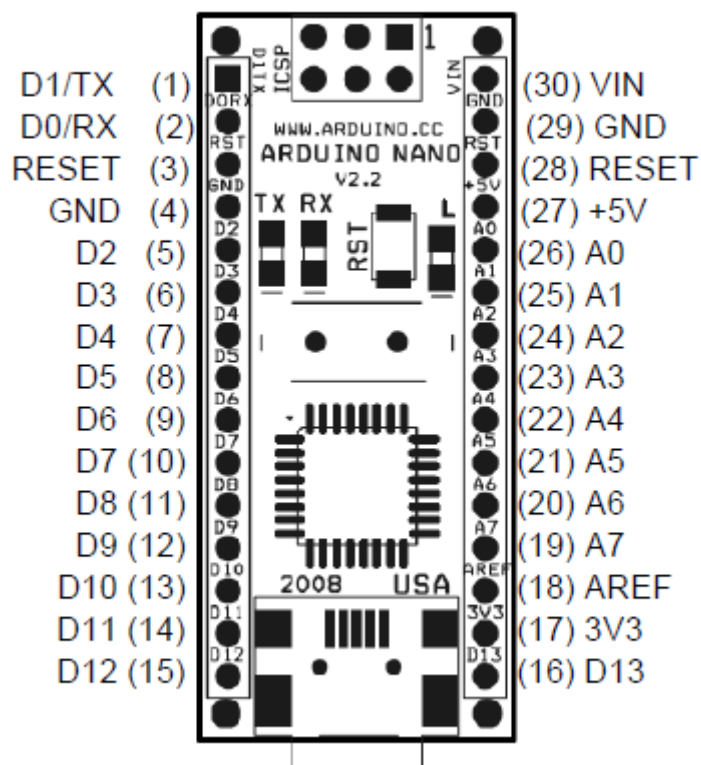 D1/TX (1)
D0/RX (2)
RESET (3)
GND (4)
D2 (5)
D3 (6)
D4 (7)
D5 (8)
D6 (9)
D7 (10)
D8 (11)
D9 (12)
D10 (13)
D11 (14)
D12 (15)
D1TX
ICSP
1
VIN
D0RX
RST
GND
D2
D3
D4
D5
D6
D7
D8
D9
D10
D11
D12
WWW.ARDUINO.CC
ARDUINO NANO
V2.2
TX RX
RST
L
2008 USA
GND
RST
+5V
A0
A1
A2
A3
A4
A5
A6
A7
AREF
3V3
D13
(30) VIN
(29) GND
(28) RESET
(27) +5V
(26) A0
(25) A1
(24) A2
(23) A3
(22) A4
(21) A5
(20) A6
(19) A7
(18) AREF
(17) 3V3
(16) D13